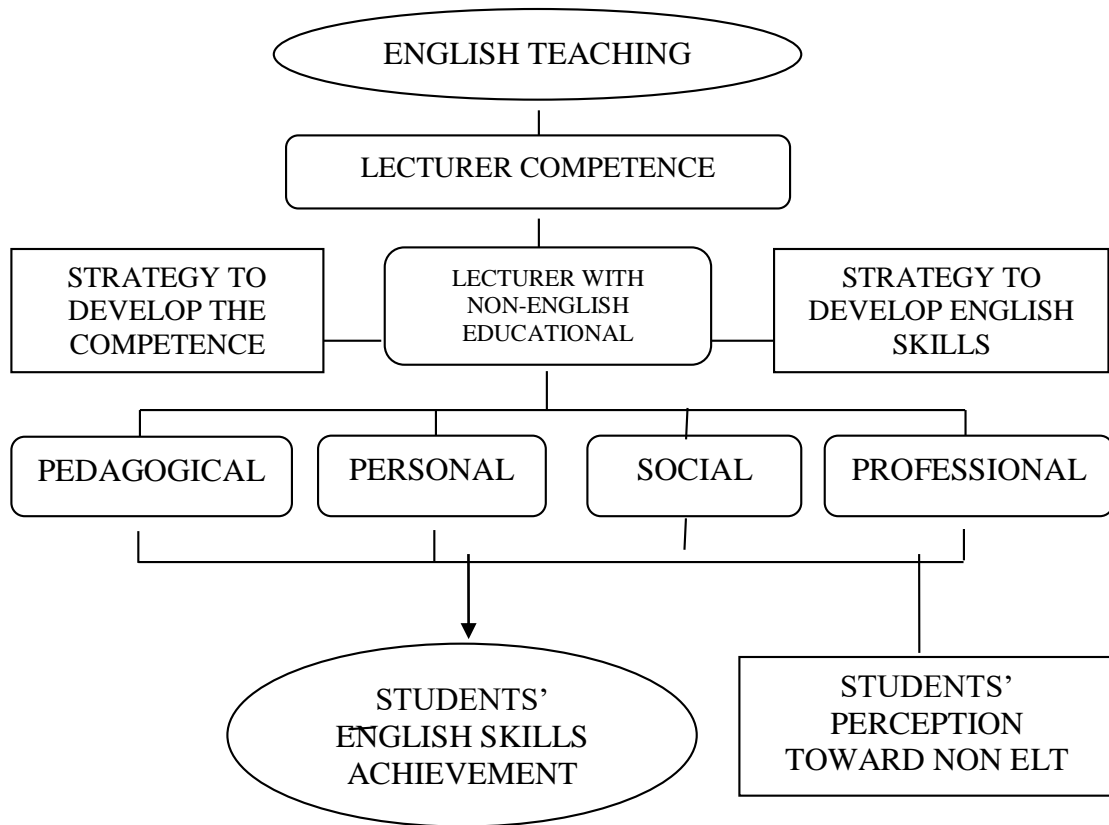 ENGLISH TEACHING
LECTURER COMPETENCE
STRATEGY TO
DEVELOP THE
COMPETENCE
LECTURER WITH
NON-ENGLISH
EDUCATIONAL
STRATEGY TO
DEVELOP ENGLISH
SKILLS
PEDAGOGICAL
PERSONAL
SOCIAL
PROFESSIONAL
STUDENTS’
ENGLISH SKILLS
ACHIEVEMENT
STUDENTS’
PERCEPTION
TOWARD NON ELT